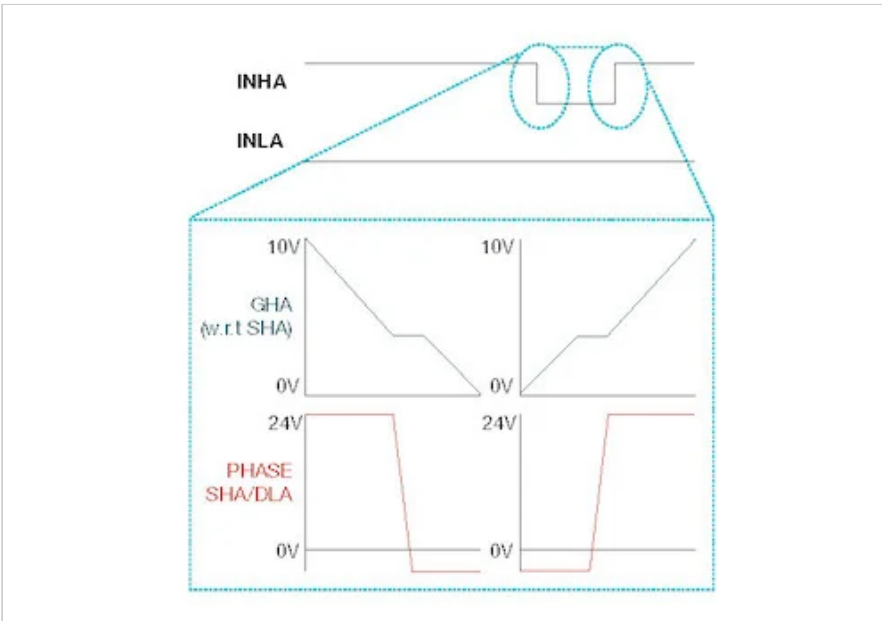 INHA
INLA
10V
10V
GHA
(w.r.t SHA)
0V
0V
24V
24V
PHASE
SHA/DLA
0V
0V